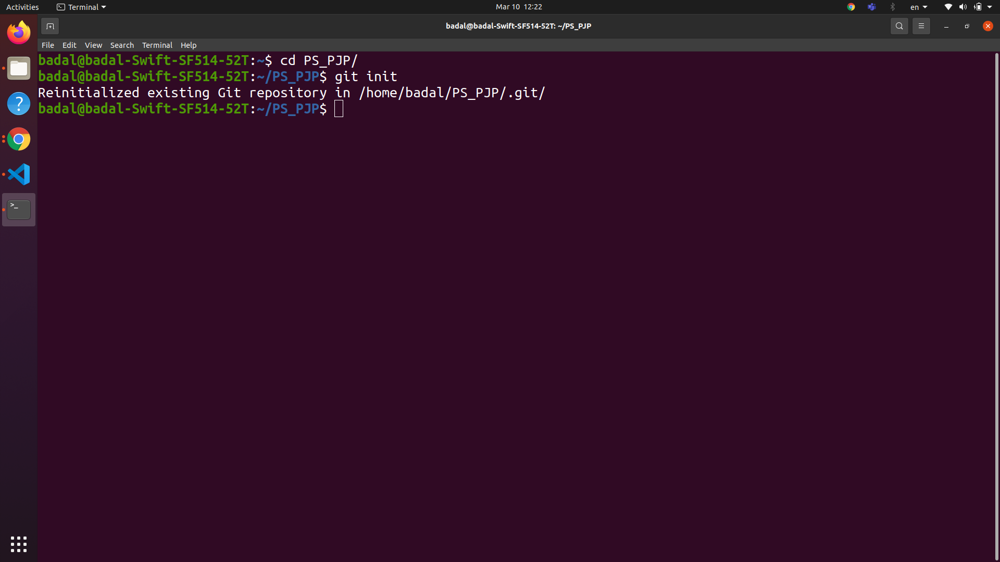 Activities Terminal Mar 10 12:22 en
badal@badal-Swift-SF514-52T: ~/PS_PJP
File Edit View Search Terminal Help
badal@badal-Swift-SF514-52T:~$ cd PS_PJP/
badal@badal-Swift-SF514-52T:~/PS_PJP$ git init
Reinitialized existing Git repository in /home/badal/PS_PJP/.git/
badal@badal-Swift-SF514-52T:~/PS_PJP$